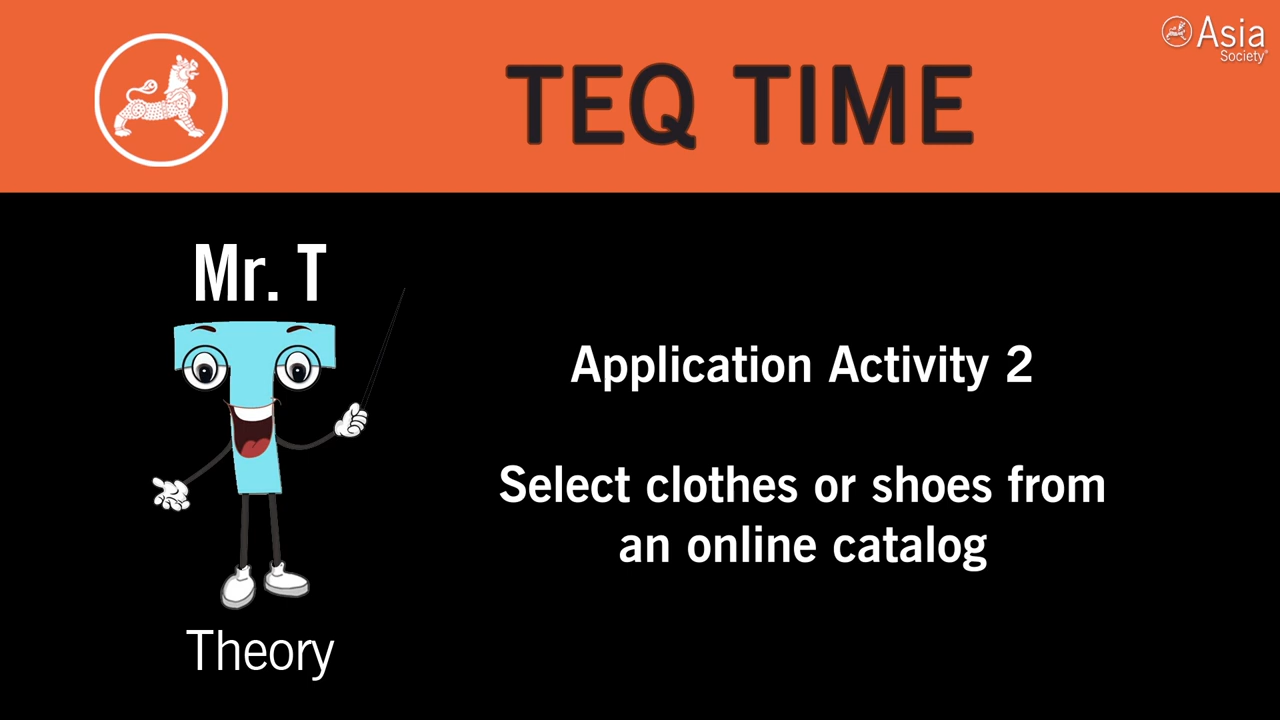 Asia
Society
TEQ TIME
Mr. T
Theory
Application Activity 2
Select clothes or shoes from
an online catalog